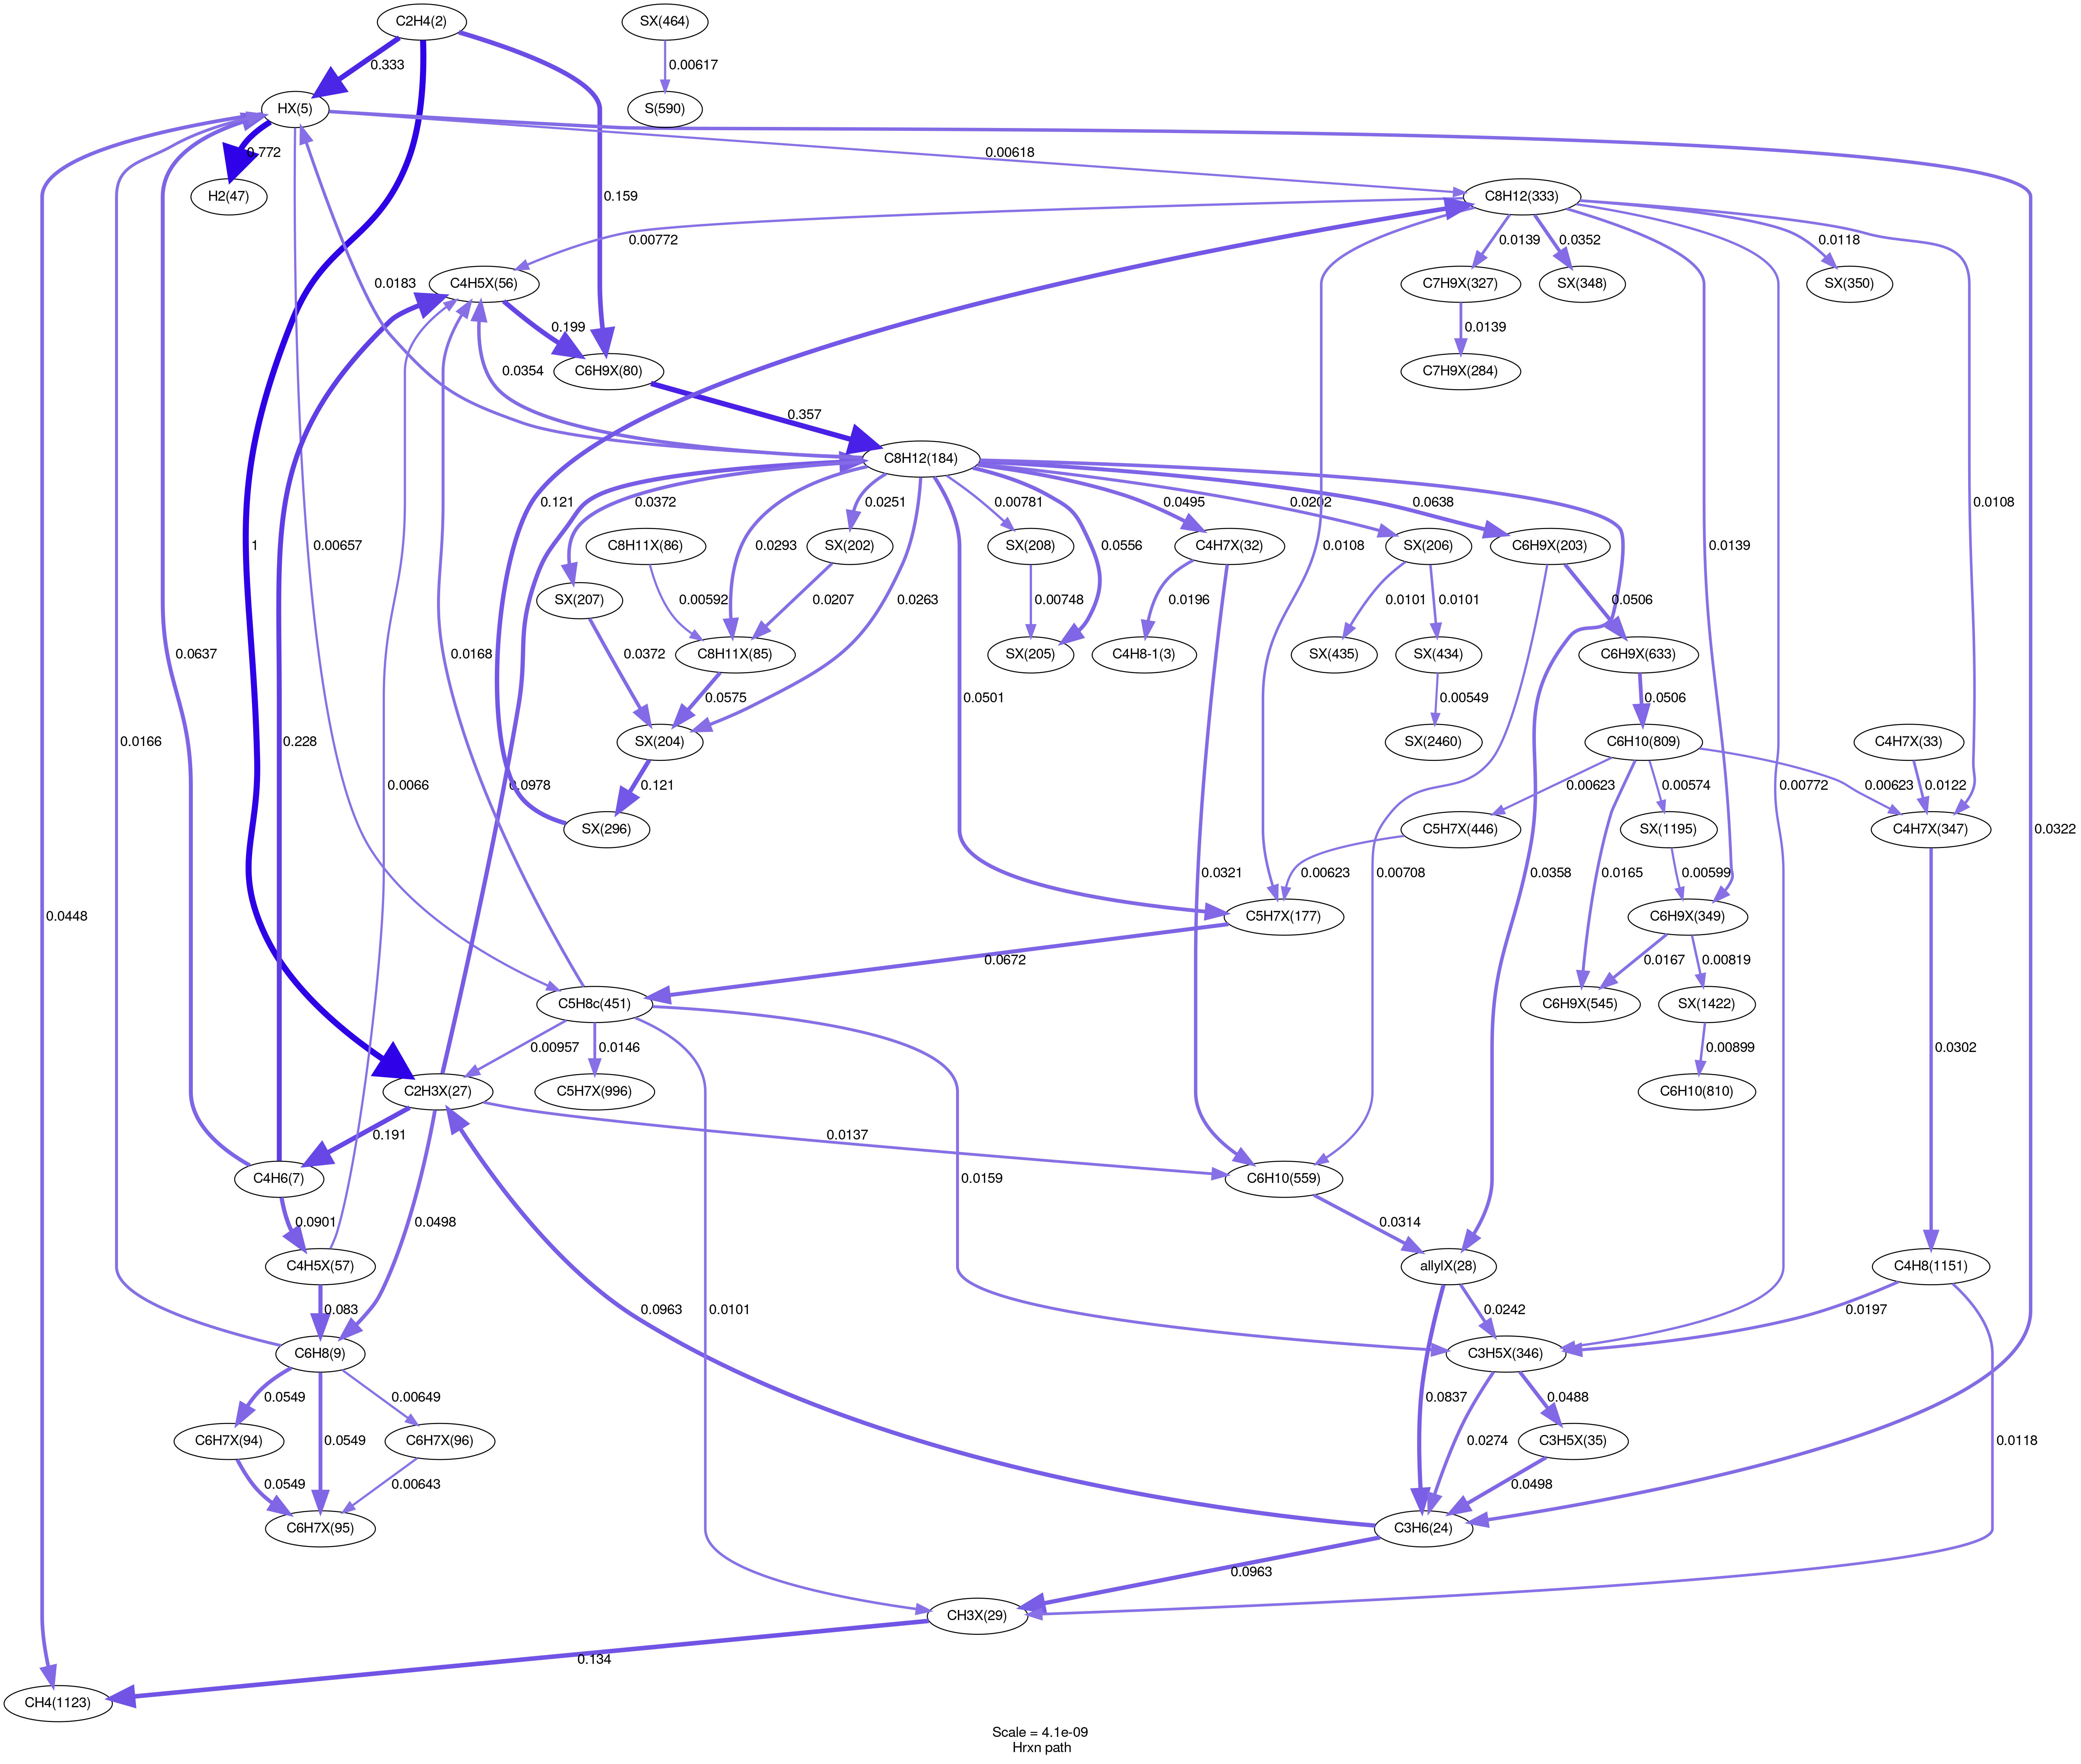 C2H4(2)
SX(464)
0.333
0.00617
HX(5)
S(590)
0.772
0.00618
H2(47)
0.159
C8H12(333)
0.00772
0.0139
0.0352
0.0118
0.0183
C4H5X(56)
C7H9X(327)
SX(348)
SX(350)
0.0108
0.199
0.0139
0.0354
C6H9X(80)
C7H9X(284)
0.357
0.121
C8H12(184)
0.0372
0.0251
0.00781
0.0495
0.0202
0.0638
1
0.00657
C8H11X(86)
SX(202)
0.0293
SX(208)
0.0556
C4H7X(32)
SX(206)
C6H9X(203)
0.0108
0.0139
SX(207)
0.00592
0.0207
0.00748
0.0196
0.0101
0.0101
0.0506
0.0637
0.0168
0.0372
C8H11X(85)
0.0263
SX(205)
C4H8-1(3)
SX(435)
SX(434)
C6H9X(633)
0.0575
0.0501
0.00549
0.0506
0.0166
0.228
0.0066
SX(204)
SX(2460)
C6H10(809)
C4H7X(33)
0.0978
0.121
0.00623
0.00574
0.00623
0.0122
0.00772
SX(296)
C5H7X(446)
SX(1195)
C4H7X(347)
0.0322
0.0321
0.00623
0.00708
0.0358
0.0165
0.00599
0.0448
C5H7X(177)
C6H9X(349)
0.0672
0.0167
0.00819
C5H8c(451)
C6H9X(545)
SX(1422)
0.00957
0.0146
0.0302
0.00899
C2H3X(27)
C5H7X(996)
C6H10(810)
0.191
0.0137
C4H6(7)
0.0159
C6H10(559)
0.0901
0.0498
0.0314
C4H5X(57)
allylX(28)
C4H8(1151)
0.083
0.0963
0.0101
0.0242
0.0197
C6H8(9)
C3H5X(346)
0.0549
0.00649
0.0837
0.0488
C6H7X(94)
0.0549
C6H7X(96)
0.0274
C3H5X(35)
0.0118
0.0549
0.00643
0.0498
C6H7X(95)
C3H6(24)
0.0963
CH3X(29)
0.134
CH4(1123)
Scale = 4.1e-09
Hrxn path